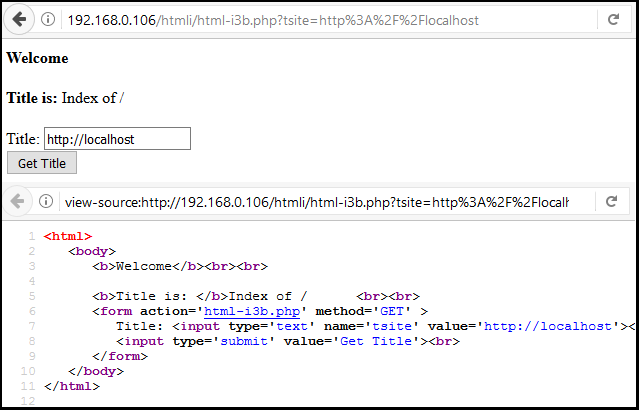 192.168.0.106/htmli/html-i3b.php?tsite=http%3A%2F%2Flocalhost
Welcome
Title is: Index of /
Title: http://localhost
Get Title
view-source:http://192.168.0.106/htmli/html-i3b.php?tsite=http%3A%2F%2Flocalh
1 <html>
2 <body>
3 <b>Welcome</b><br><br>
4
5 <b>Title is: </b>Index of / <br><br>
6 <form action='html-i3b.php' method='GET' >
7 Title: <input type='text' name='tsite' value='http://localhost'><
8 <input type='submit' value='Get Title'><br>
9 </form>
10 </body>
11 </html>
12